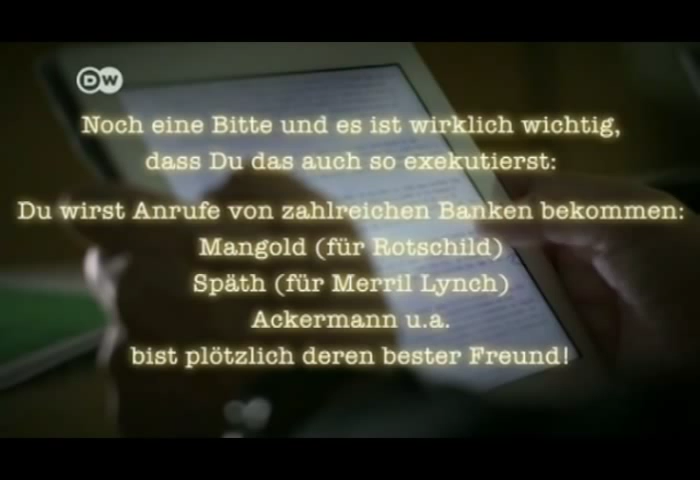 DW
Noch eine Bitte und es ist wirklich wichtig,
dass Du das auch so exekutierst:
Du wirst Anrufe von zahlreichen Banken bekommen:
Mangold (für Rotschild)
Späth (für Merril Lynch)
Ackermann u.a.
bist plötzlich deren bester Freund!